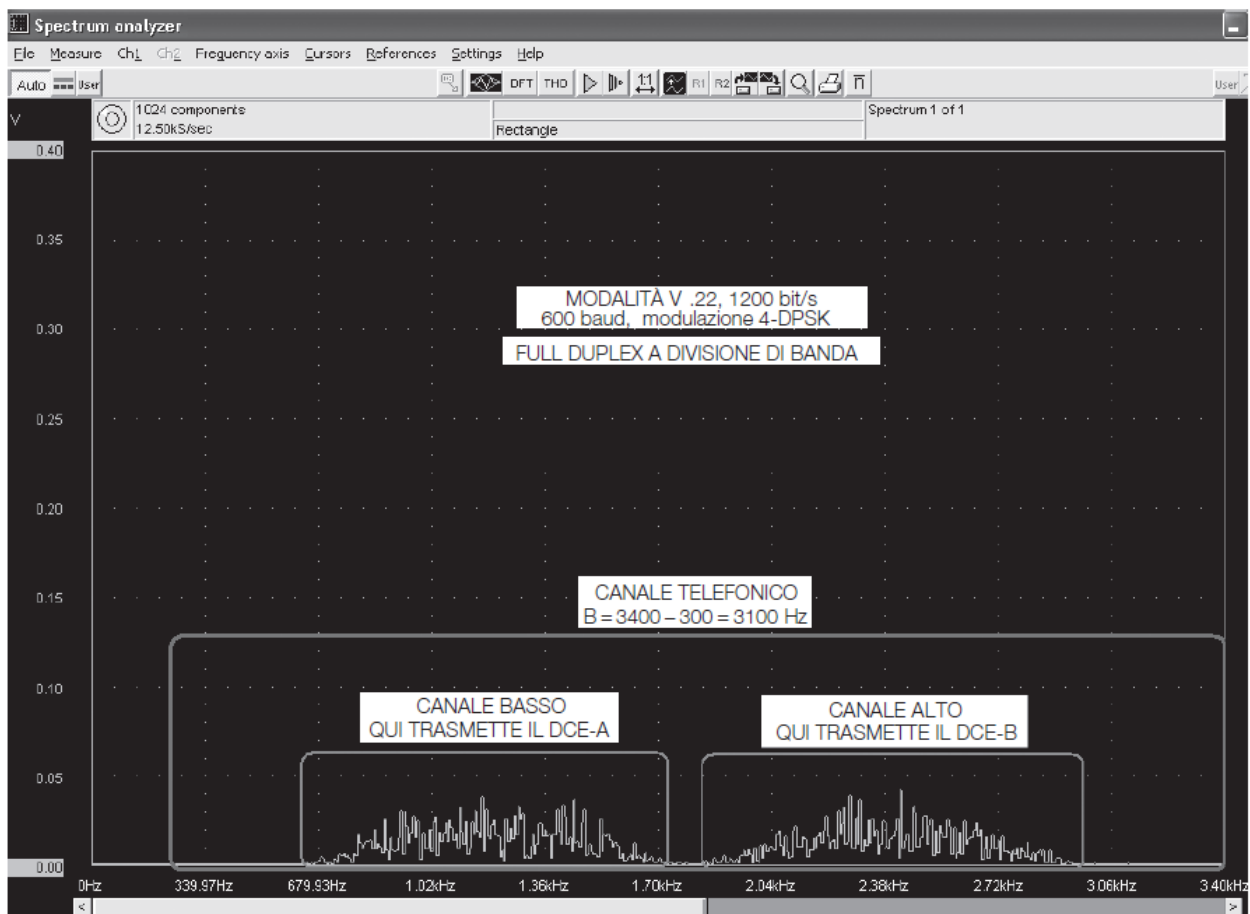 Spectrum analyzer
File Measure Ch1 Ch2 Frequency axis Cursors References Settings Help
Auto User DFT THD 1:1 R1 R2 User
1024 components Spectrum 1 of 1
12.50kS/sec Rectangle
V
0.40
0.35
MODALITÀ V .22, 1200 bit/s
600 baud, modulazione 4-DPSK
0.30
FULL DUPLEX A DIVISIONE DI BANDA
0.25
0.20
0.15
CANALE TELEFONICO
B = 3400 – 300 = 3100 Hz
0.10
CANALE BASSO
QUI TRASMETTE IL DCE-A
CANALE ALTO
QUI TRASMETTE IL DCE-B
0.05
0.00
0Hz 339.97Hz 679.93Hz 1.02kHz 1.36kHz 1.70kHz 2.04kHz 2.38kHz 2.72kHz 3.06kHz 3.40kHz